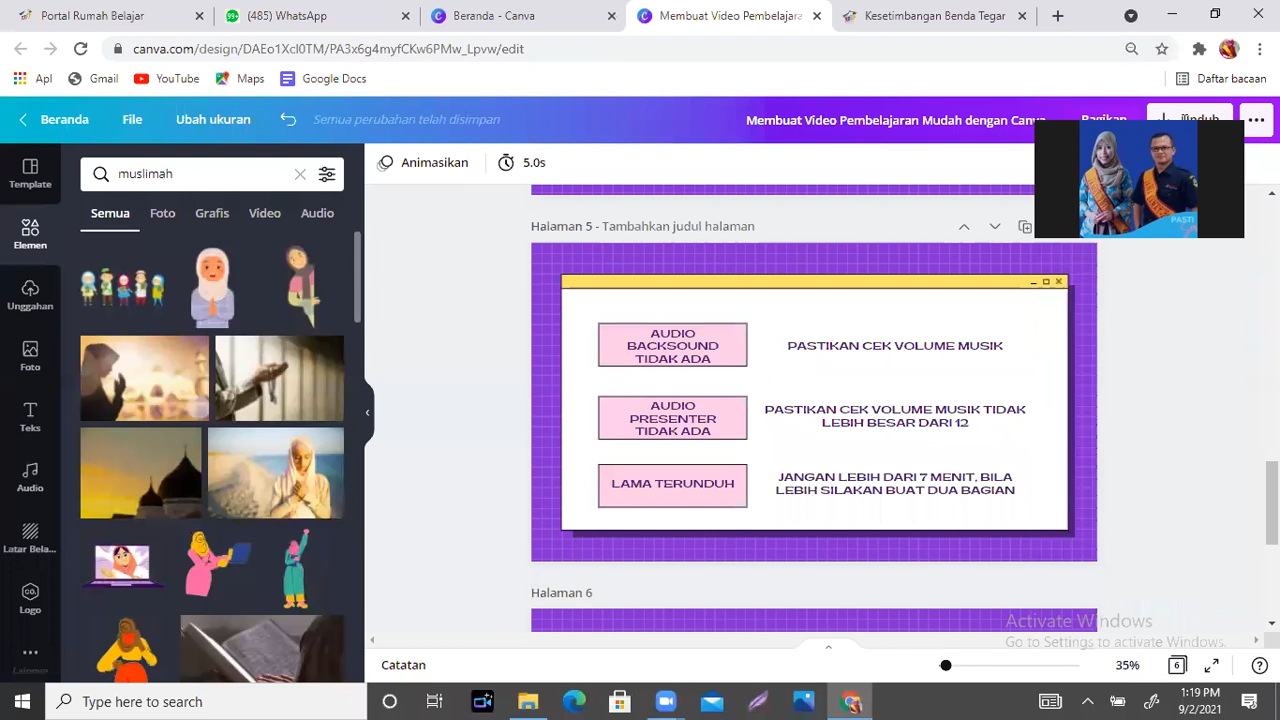 Portal Rumah Belajar
(485) WhatsApp
Beranda - Canva
Membuat Video Pembelajara
Kesetimbangan Benda Tegar
canva.com/design/DAEo1Xcl0TM/PA3x6g4myfCKw6PMw_Lpvw/edit
Apl
Gmail
YouTube
Maps
Google Docs
Daftar bacaan
Beranda
File
Ubah ukuran
Semua perubahan telah disimpan
Membuat Video Pembelajaran Mudah dengan Canva
Bagikan
Unduh
Template
Elemen
Unggahan
Foto
Teks
Audio
Latar Bela...
Logo
muslimah
Semua
Foto
Grafis
Video
Audio
Animasikan
5.0s
PASTI
Halaman 5 - Tambahkan judul halaman
AUDIO
BACKSOUND
TIDAK ADA
PASTIKAN CEK VOLUME MUSIK
AUDIO
PRESENTER
TIDAK ADA
PASTIKAN CEK VOLUME MUSIK TIDAK
LEBIH BESAR DARI 12
LAMA TERUNDUH
JANGAN LEBIH DARI 7 MENIT, BILA
LEBIH SILAKAN BUAT DUA BAGIAN
Halaman 6
Activate Windows
Go to Settings to activate Windows.
Catatan
35%
6
Type here to search
1:19 PM
9/2/2021